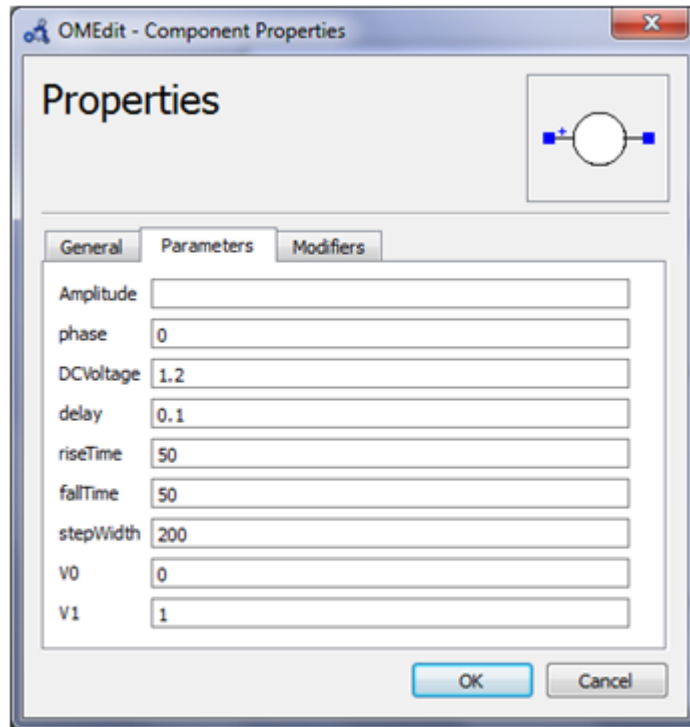 OMEdit - Component Properties
Properties
General Parameters Modifiers
Amplitude
phase 0
DCVoltage 1.2
delay 0.1
riseTime 50
fallTime 50
stepWidth 200
V0 0
V1 1
OK Cancel